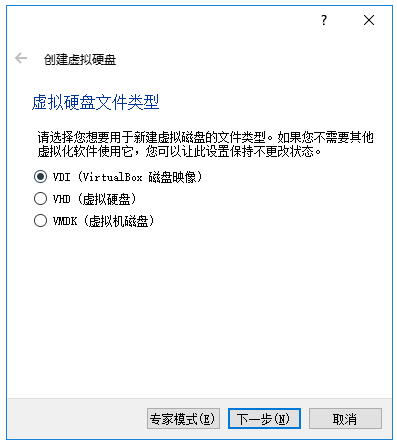 ?
创建虚拟硬盘
虚拟硬盘文件类型
请选择您想要用于新建虚拟磁盘的文件类型。如果您不需要其他
虚拟化软件使用它，您可以让此设置保持不更改状态。
VDI (VirtualBox 磁盘映像)
VHD (虚拟硬盘)
VMDK (虚拟机磁盘)
专家模式(E) 下一步(N) 取消